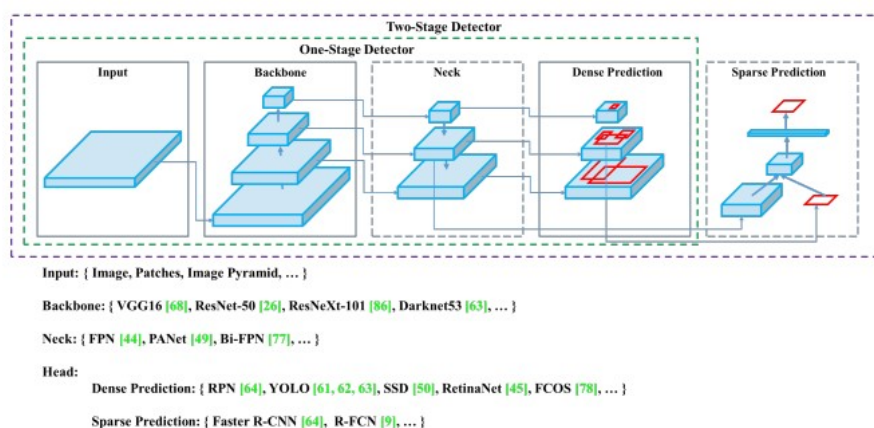 Two-Stage Detector
One-Stage Detector
Input
Backbone
Neck
Dense Prediction
Sparse Prediction
Input: { Image, Patches, Image Pyramid, … }
Backbone: { VGG16 [68], ResNet-50 [26], ResNeXt-101 [86], Darknet53 [63], … }
Neck: { FPN [44], PANet [49], Bi-FPN [77], … }
Head:
Dense Prediction: { RPN [64], YOLO [61, 62, 63], SSD [50], RetinaNet [45], FCOS [78], … }
Sparse Prediction: { Faster R-CNN [64], R-FCN [9], … }